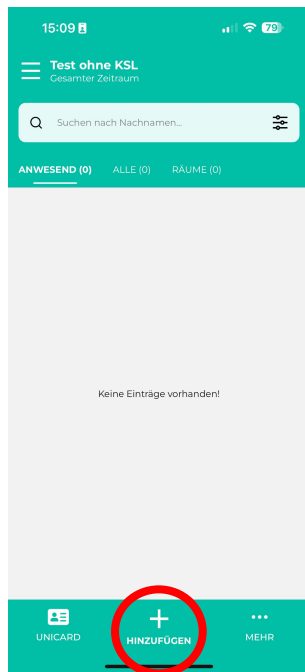 15:09
79
Test ohne KSL
Gesamter Zeitraum
Suchen nach Nachnamen...
ANWESEND (0) ALLE (0) RÄUME (0)
Keine Einträge vorhanden!
UNICARD HINZUFÜGEN MEHR